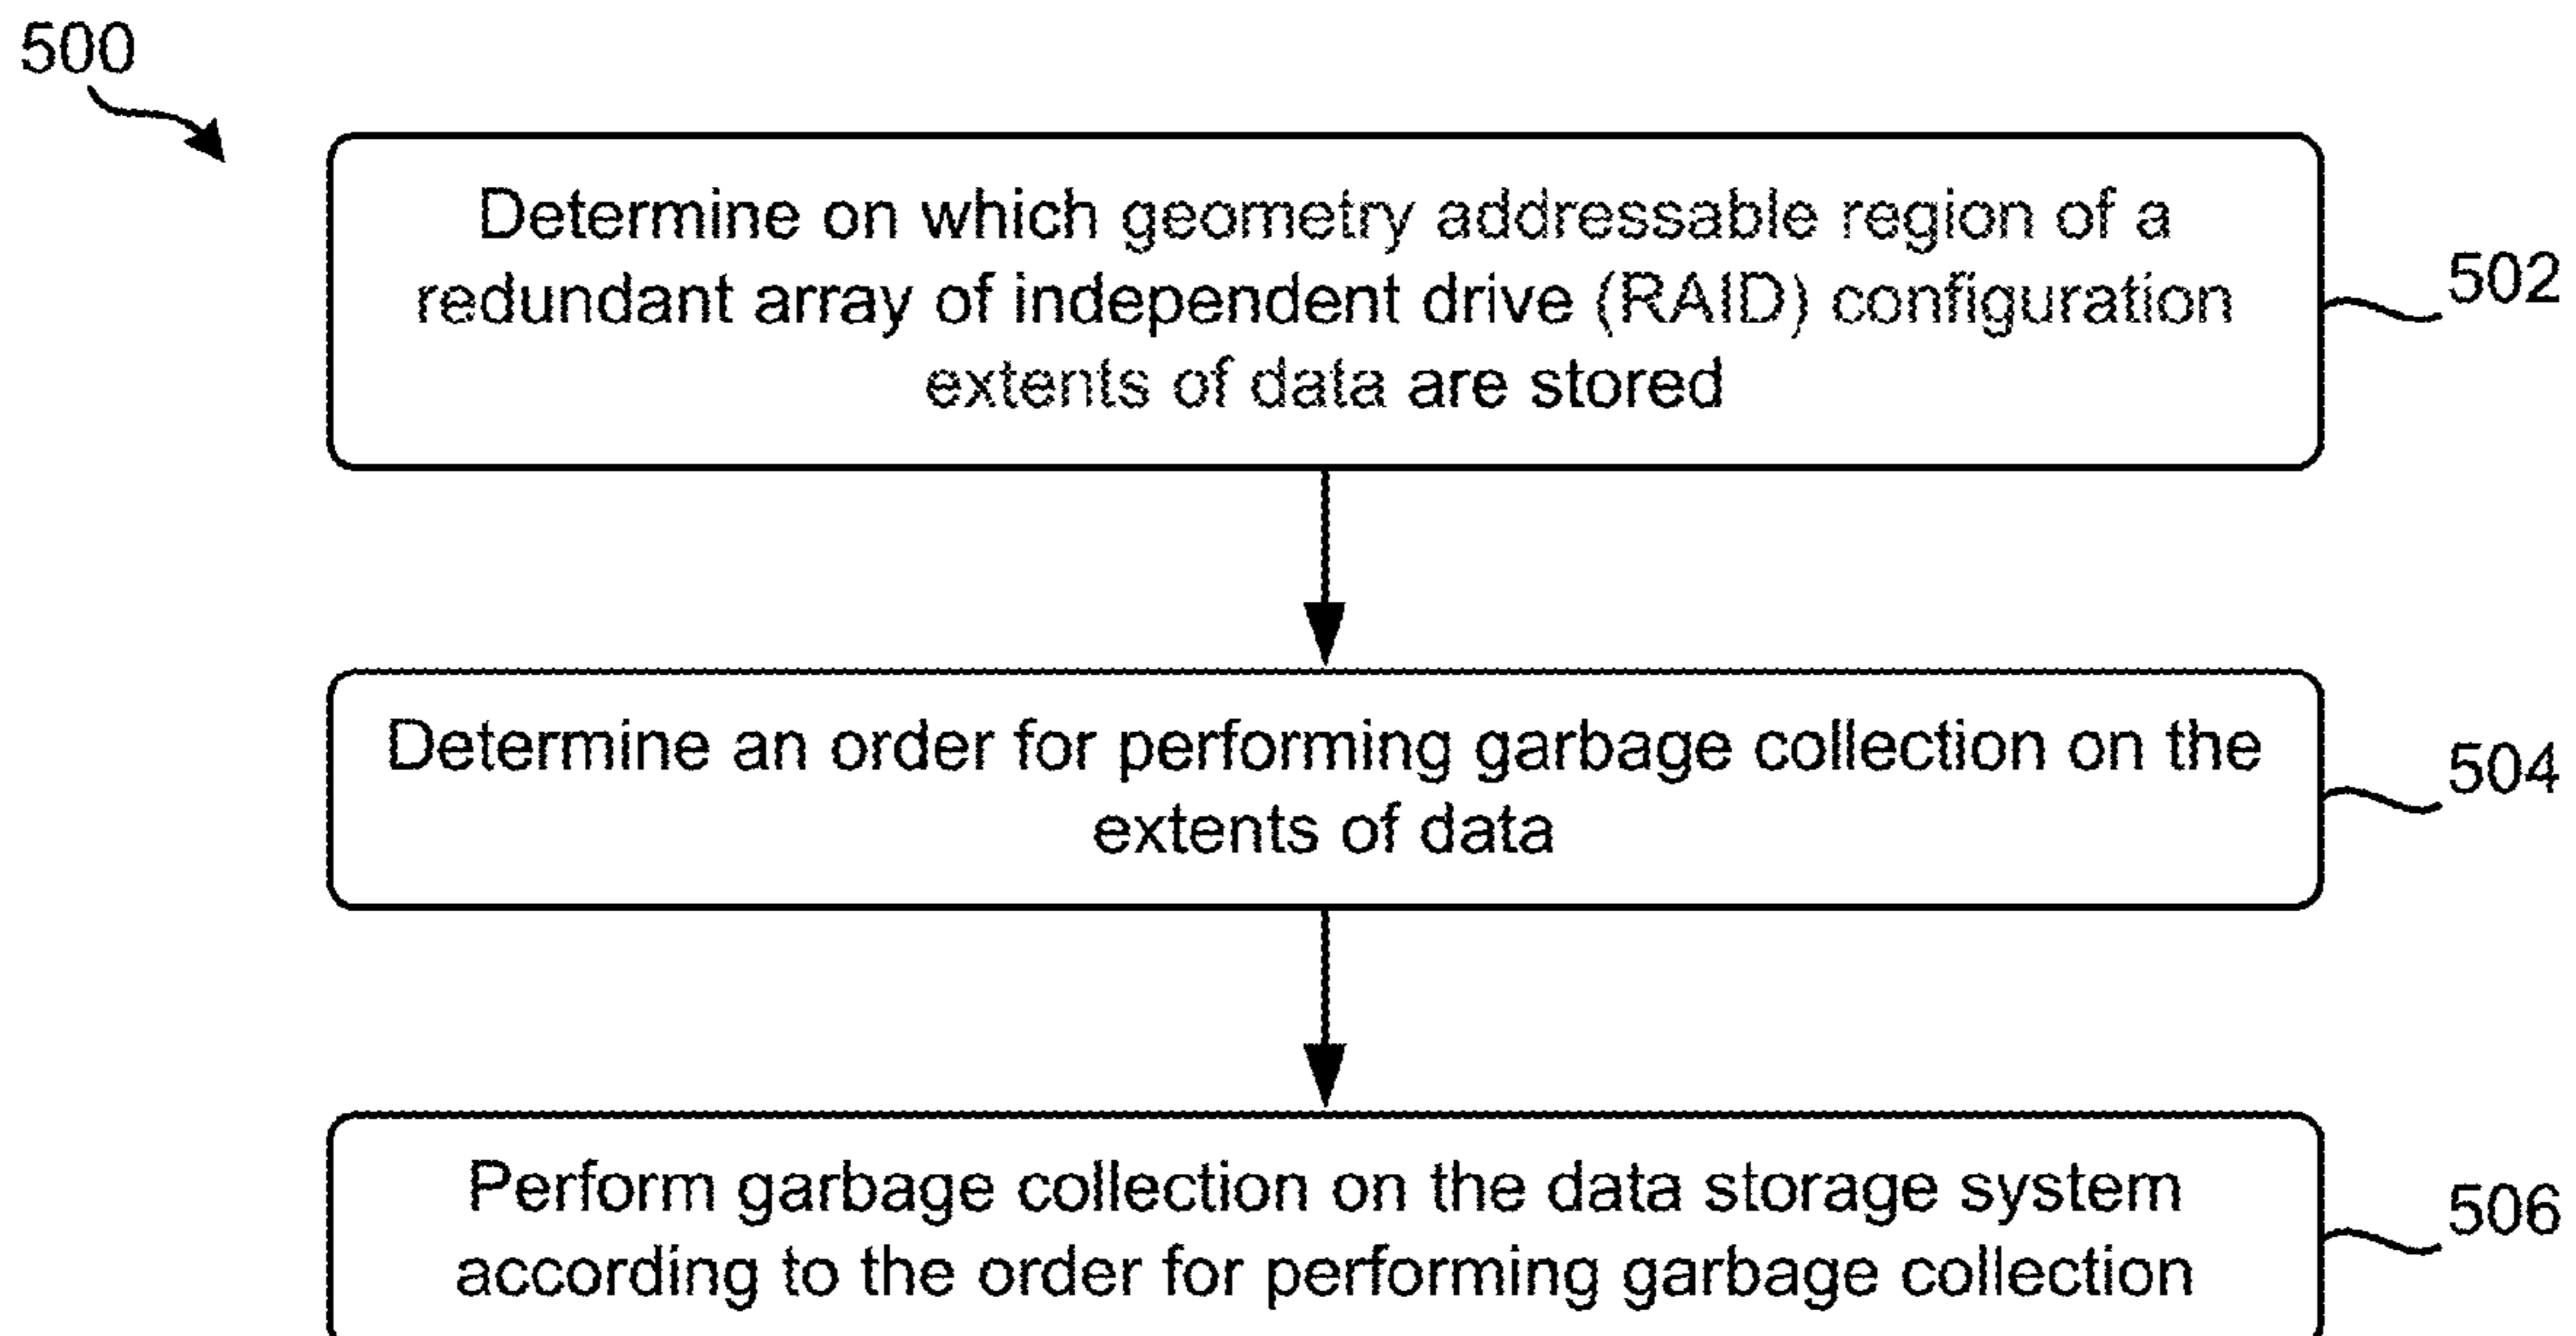 500
Determine on which geometry addressable region of a
redundant array of independent drive (RAID) configuration
extents of data are stored
502
Determine an order for performing garbage collection on the
extents of data
504
Perform garbage collection on the data storage system
according to the order for performing garbage collection
506